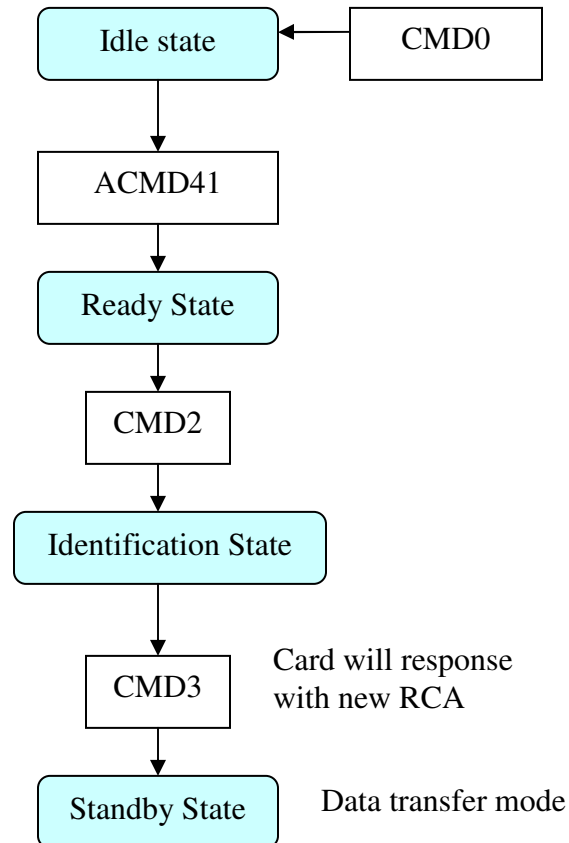 Idle state
CMD0
ACMD41
Ready State
CMD2
Identification State
CMD3
Card will response
with new RCA
Standby State
Data transfer mode